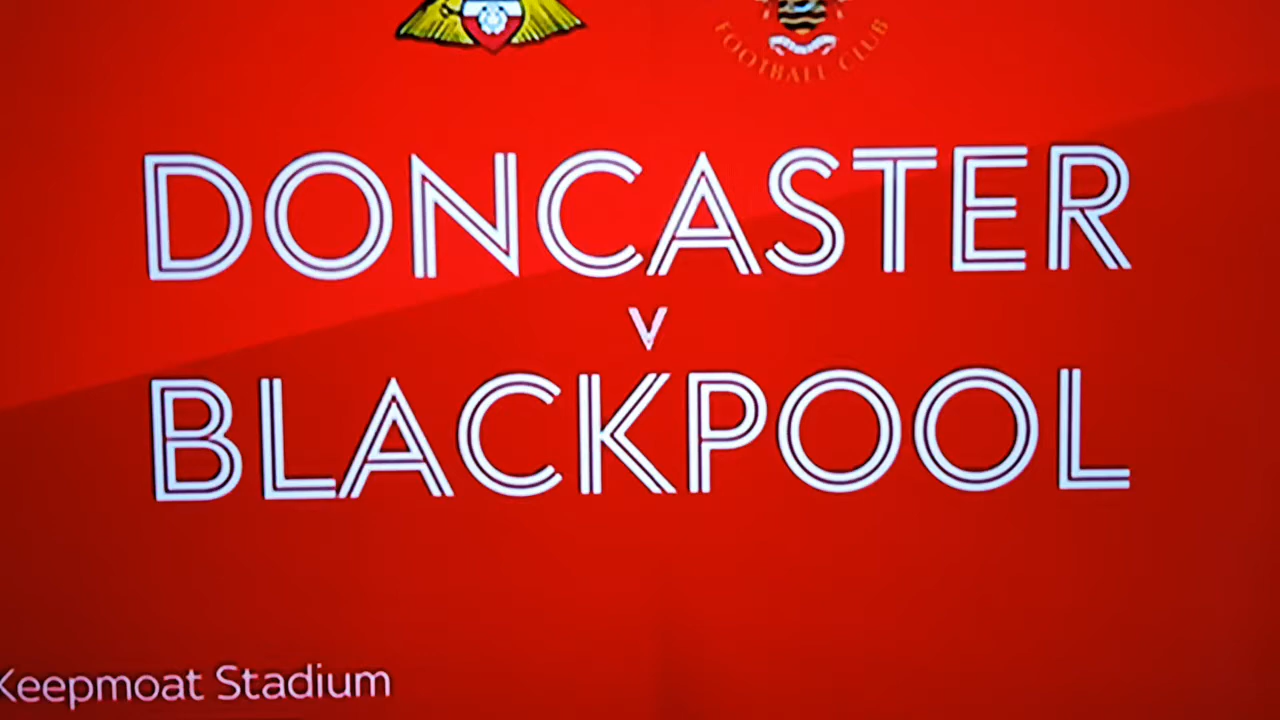 FOOTBALL CLUB
DONCASTER
v
BLACKPOOL
Keepmoat Stadium